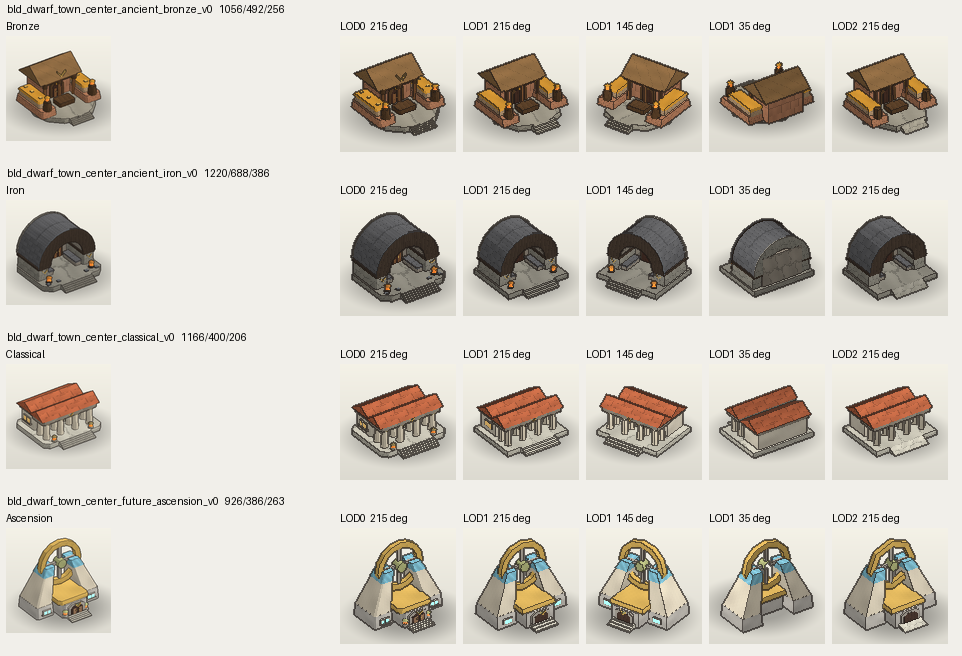 bld_dwarf_town_center_ancient_bronze_v0 1056/492/256
Bronze LOD0 215 deg LOD1 215 deg LOD1 145 deg LOD1 35 deg LOD2 215 deg
bld_dwarf_town_center_ancient_iron_v0 1220/688/386
Iron LOD0 215 deg LOD1 215 deg LOD1 145 deg LOD1 35 deg LOD2 215 deg
bld_dwarf_town_center_classical_v0 1166/400/206
Classical LOD0 215 deg LOD1 215 deg LOD1 145 deg LOD1 35 deg LOD2 215 deg
bld_dwarf_town_center_future_ascension_v0 926/386/263
Ascension LOD0 215 deg LOD1 215 deg LOD1 145 deg LOD1 35 deg LOD2 215 deg